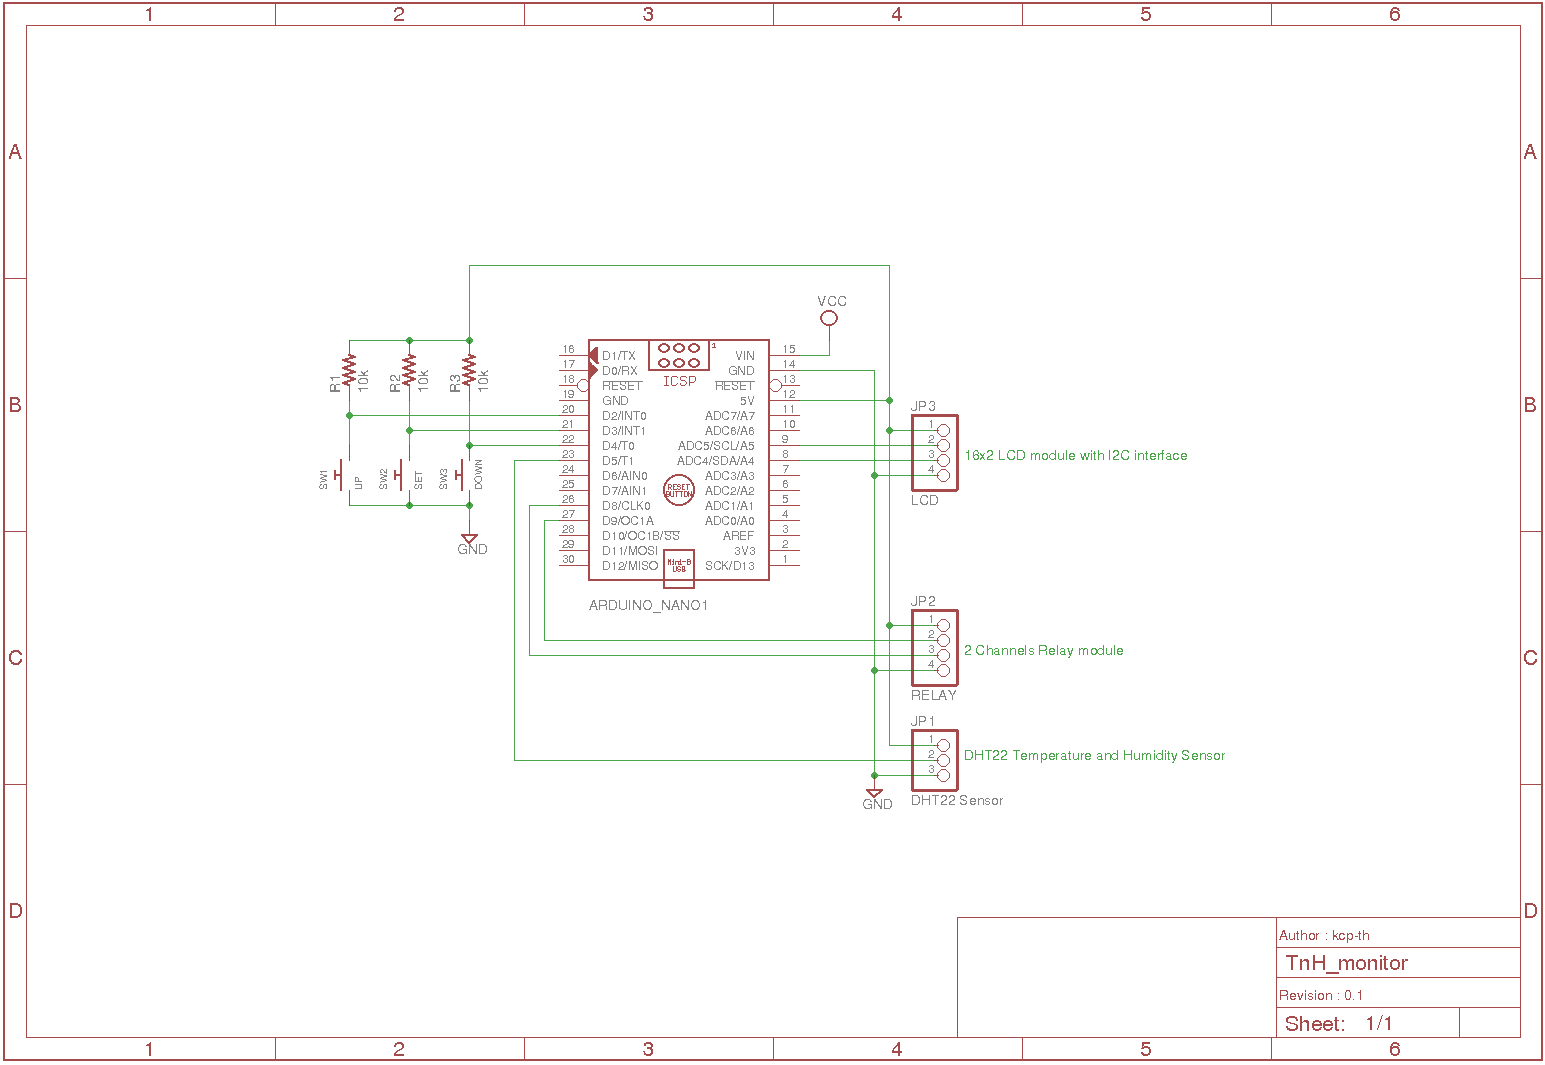 1 2 3 4 5 6
A A
VCC
16 D1/TX 1 VIN 15
17 D0/RX GND 14
R1 10k R2 10k R3 10k
18 RESET ICSP RESET 13
19 GND 5V 12
B B
20 D2/INT0 ADC7/A7 11
JP3
21 D3/INT1 ADC6/A6 10
22 D4/T0 ADC5/SCL/A5 9
23 D5/T1 ADC4/SDA/A4 8
1
2
3
4
16x2 LCD module with I2C interface
SW1 UP SW2 SET SW3 DOWN
24 D6/AIN0 ADC3/A3 7
25 D7/AIN1 ADC2/A2 6
RESET
BUTTON
26 D8/CLK0 ADC1/A1 5
LCD
27 D9/OC1A ADC0/A0 4
28 D10/OC1B/SS AREF 3
29 D11/MOSI 3V3 2
30 D12/MISO SCK/D13 1
Mini-B
USB
GND
ARDUINO_NANO1
JP2
1
2
3
4
2 Channels Relay module
C C
RELAY
JP1
1
2
3
DHT22 Temperature and Humidity Sensor
GND
DHT22 Sensor
D D
Author : kcp-th
TnH_monitor
Revision : 0.1
Sheet: 1/1
1 2 3 4 5 6